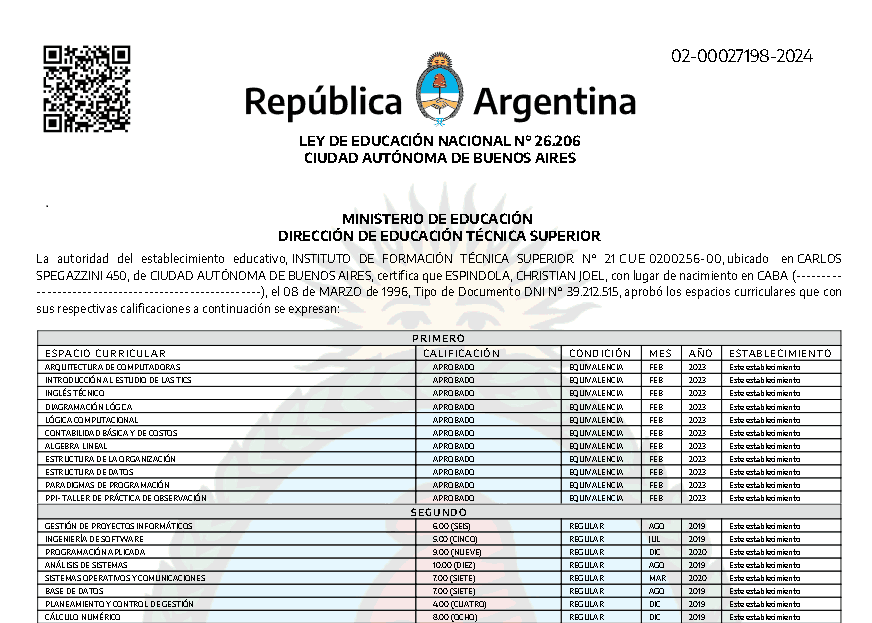 02-00027198-2024
República Argentina
LEY DE EDUCACIÓN NACIONAL Nº 26.206
CIUDAD AUTÓNOMA DE BUENOS AIRES
.
MINISTERIO DE EDUCACIÓN
DIRECCIÓN DE EDUCACIÓN TÉCNICA SUPERIOR
La autoridad del establecimiento educativo, INSTITUTO DE FORMACIÓN TÉCNICA SUPERIOR Nº 21 CUE 0200256-00, ubicado en CARLOS
SPEGAZZINI 450, de CIUDAD AUTÓNOMA DE BUENOS AIRES, certifica que ESPINDOLA, CHRISTIAN JOEL, con lugar de nacimiento en CABA (---------
--------------------------------------------), el 08 de MARZO de 1996, Tipo de Documento DNI Nº 39.212.515, aprobó los espacios curriculares que con
sus respectivas calificaciones a continuación se expresan:
PRIMERO
ESPACIO CURRICULAR CALIFICACIÓN CONDICIÓN MES AÑO ESTABLECIMIENTO
ARQUITECTURA DE COMPUTADORAS APROBADO EQUIVALENCIA FEB 2023 Este establecimiento
INTRODUCCIÓN AL ESTUDIO DE LAS TICS APROBADO EQUIVALENCIA FEB 2023 Este establecimiento
INGLÉS TÉCNICO APROBADO EQUIVALENCIA FEB 2023 Este establecimiento
DIAGRAMACIÓN LÓGICA APROBADO EQUIVALENCIA FEB 2023 Este establecimiento
LÓGICA COMPUTACIONAL APROBADO EQUIVALENCIA FEB 2023 Este establecimiento
CONTABILIDAD BÁSICA Y DE COSTOS APROBADO EQUIVALENCIA FEB 2023 Este establecimiento
ALGEBRA LINEAL APROBADO EQUIVALENCIA FEB 2023 Este establecimiento
ESTRUCTURA DE LA ORGANIZACIÓN APROBADO EQUIVALENCIA FEB 2023 Este establecimiento
ESTRUCTURA DE DATOS APROBADO EQUIVALENCIA FEB 2023 Este establecimiento
PARADIGMAS DE PROGRAMACIÓN APROBADO EQUIVALENCIA FEB 2023 Este establecimiento
PPI- TALLER DE PRÁCTICA DE OBSERVACIÓN APROBADO EQUIVALENCIA FEB 2023 Este establecimiento
SEGUNDO
GESTIÓN DE PROYECTOS INFORMÁTICOS 6.00 (SEIS) REGULAR AGO 2019 Este establecimiento
INGENIERÍA DE SOFTWARE 5.00 (CINCO) REGULAR JUL 2019 Este establecimiento
PROGRAMACIÓN APLICADA 9.00 (NUEVE) REGULAR DIC 2020 Este establecimiento
ANÁLISIS DE SISTEMAS 10.00 (DIEZ) REGULAR AGO 2019 Este establecimiento
SISTEMAS OPERATIVOS Y COMUNICACIONES 7.00 (SIETE) REGULAR MAR 2020 Este establecimiento
BASE DE DATOS 7.00 (SIETE) REGULAR AGO 2019 Este establecimiento
PLANEAMIENTO Y CONTROL DE GESTIÓN 4.00 (CUATRO) REGULAR DIC 2019 Este establecimiento
CÁLCULO NUMÉRICO 8.00 (OCHO) REGULAR DIC 2019 Este establecimiento